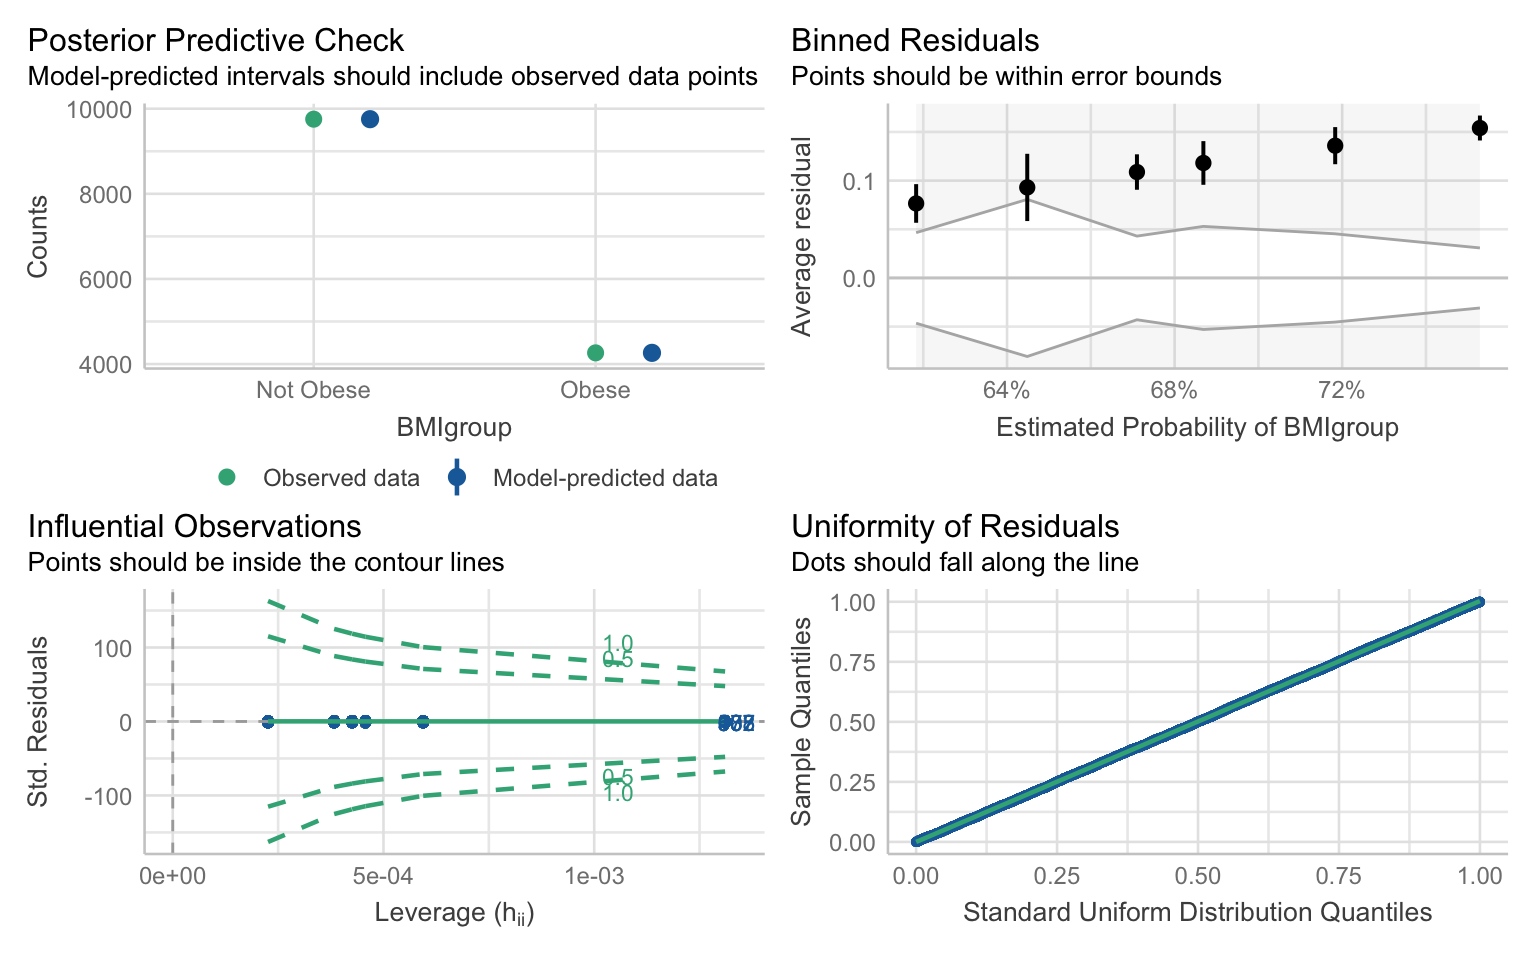 Posterior Predictive Check
Model-predicted intervals should include observed data points
10000
8000
6000
4000
Counts
Not Obese
Obese
BMIgroup
Observed data
Model-predicted data
Binned Residuals
Points should be within error bounds
0.1
0.0
Average residual
64%
68%
72%
Estimated Probability of BMIgroup
Influential Observations
Points should be inside the contour lines
100
0
-100
Std. Residuals
1.0
0.5
0.5
1.0
0e+00
5e-04
1e-03
Leverage (hii)
Uniformity of Residuals
Dots should fall along the line
1.00
0.75
0.50
0.25
0.00
Sample Quantiles
0.00
0.25
0.50
0.75
1.00
Standard Uniform Distribution Quantiles